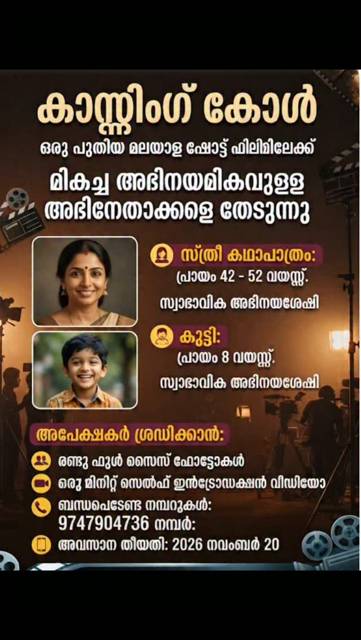 കാസ്റ്റിംഗ് കോൾ
ഒരു പുതിയ മലയാള ഷോട്ട് ഫിലിമിലേക്ക്
മികച്ച അഭിനയമികവുള്ള
അഭിനേതാക്കളെ തേടുന്നു
സ്ത്രീ കഥാപാത്രം:
പ്രായം 42 - 52 വയസ്സ്.
സ്വാഭാവിക അഭിനയശേഷി
കുട്ടി:
പ്രായം 8 വയസ്സ്.
സ്വാഭാവിക അഭിനയശേഷി
അപേക്ഷകർ ശ്രദ്ധിക്കാൻ:
രണ്ടു ഫുൾ സൈസ് ഫോട്ടോകൾ
ഒരു മിനിറ്റ് സെൽഫ് ഇൻട്രോഡക്ഷൻ വീഡിയോ
ബന്ധപെടേണ്ട നമ്പറുകൾ:
9747904736 നമ്പർ:
അവസാന തീയതി: 2026 നവംബർ 20